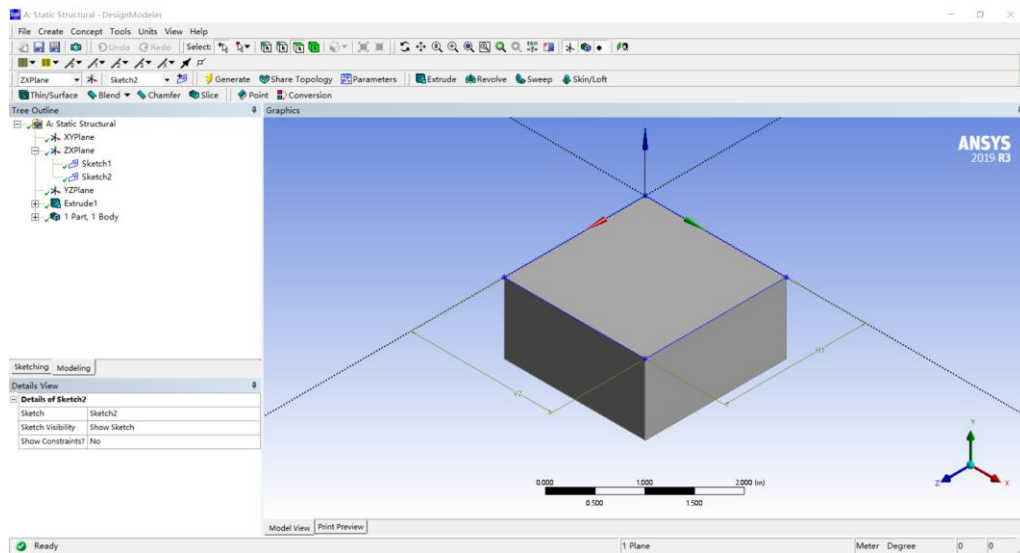 A: Static Structural - DesignModeler
File Create Concept Tools Units View Help
Undo Redo Select:
ZXPlane Sketch2 Generate Share Topology Parameters Extrude Revolve Sweep Skin/Loft
Thin/Surface Blend Chamfer Slice Point Conversion
Tree Outline
A: Static Structural
XYPlane
ZXPlane
Sketch1
Sketch2
YZPlane
Extrude1
1 Part, 1 Body
Sketching Modeling
Details View
Details of Sketch2
Sketch Sketch2
Sketch Visibility Show Sketch
Show Constraints? No
Graphics
ANSYS
2019 R3
V2
H1
Y
Z
X
0.000 1.000 2.000 (m)
0.500 1.500
Model View Print Preview
Ready 1 Plane Meter Degree 0 0